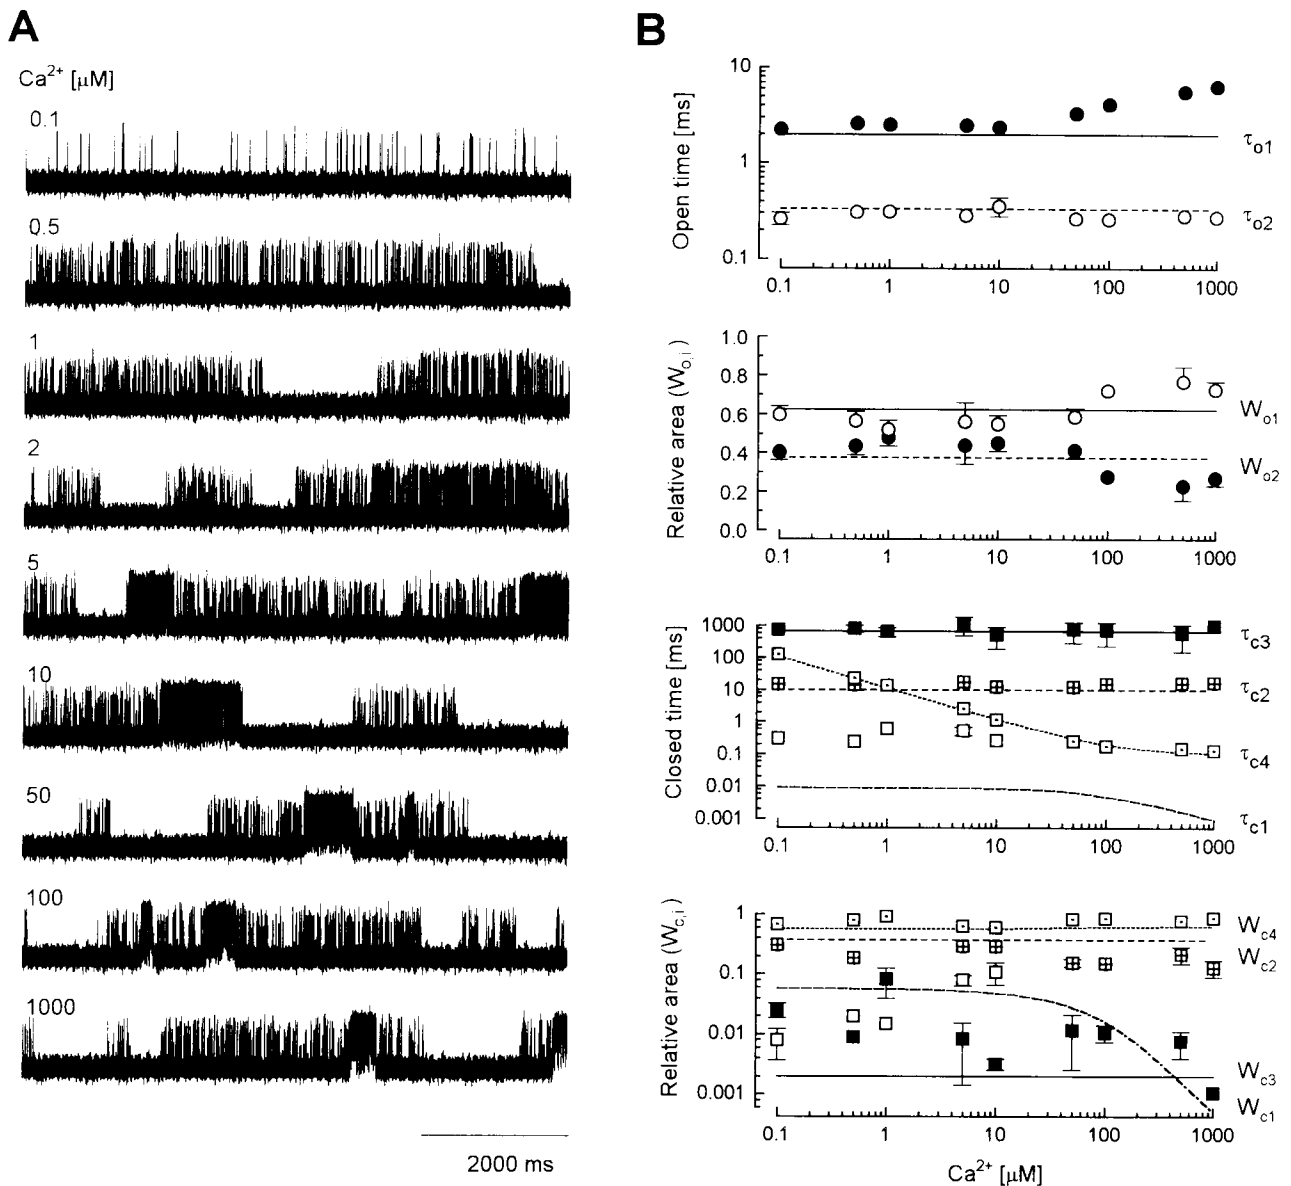 A
Ca²⁺ [μM]
0.1
0.5
1
2
5
10
50
100
1000
2000 ms
B
Open time [ms]
10
1
0.1
0.1 1 10 100 1000
τo1
τo2
Relative area (Wo,i)
1.0
0.8
0.6
0.4
0.2
0.0
0.1 1 10 100 1000
Wo1
Wo2
Closed time [ms]
1000
100
10
1
0.1
0.01
0.001
0.1 1 10 100 1000
τc3
τc2
τc4
τc1
Relative area (Wc,i)
1
0.1
0.01
0.001
0.1 1 10 100 1000
Wc4
Wc2
Wc3
Wc1
Ca²⁺ [μM]